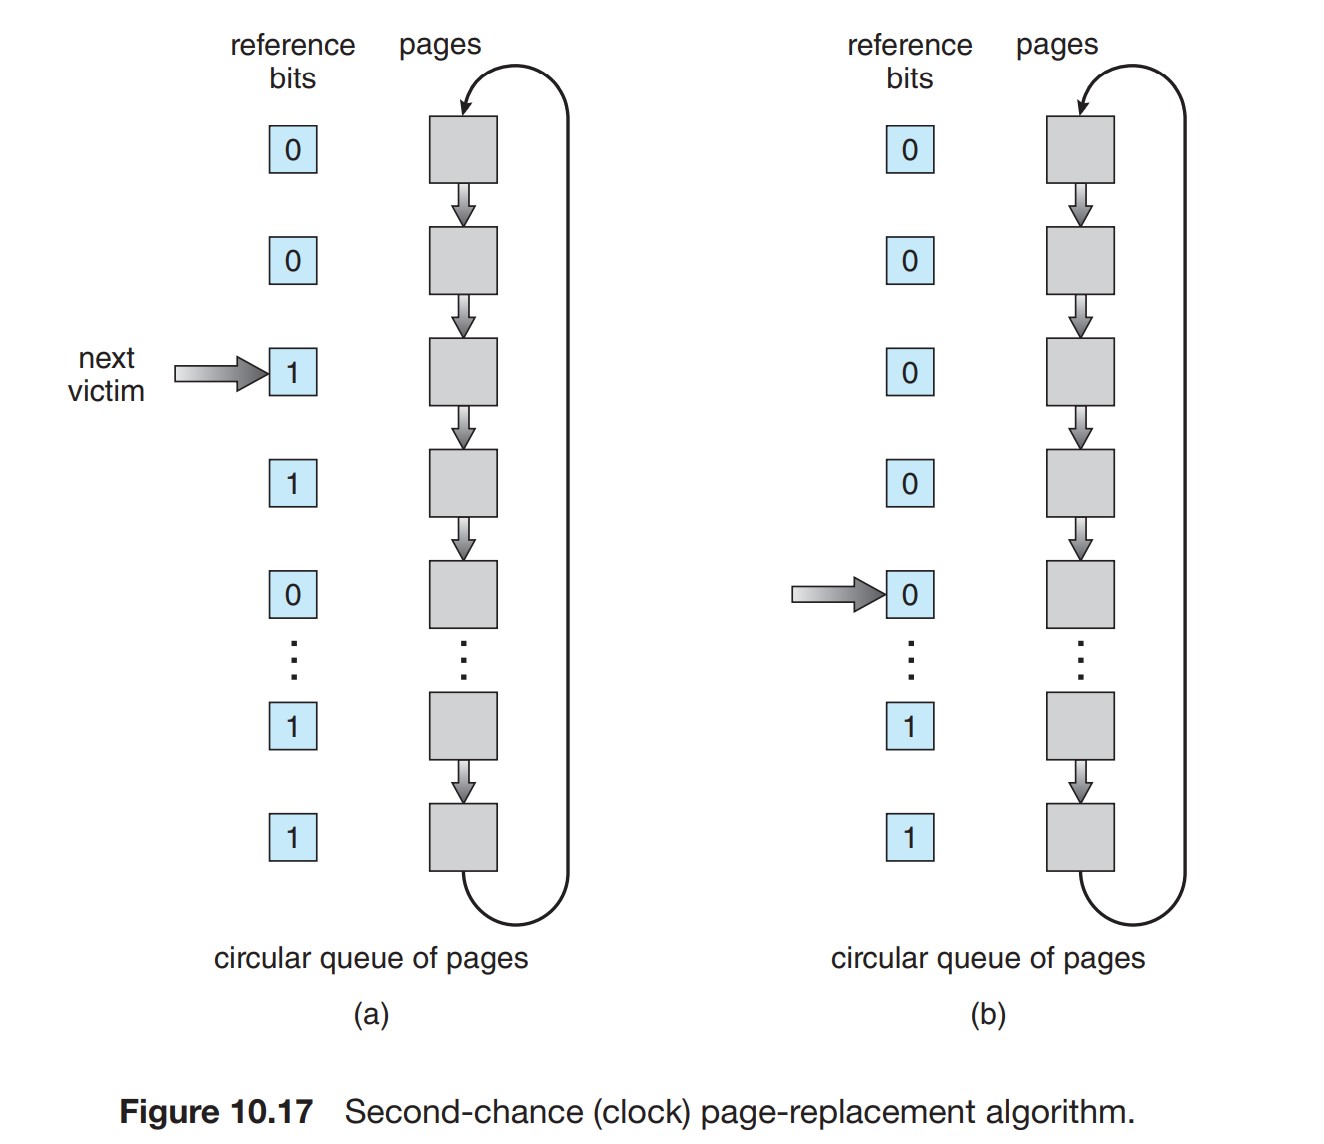 reference pages
bits
0
0
next
victim
1
1
0
1
1
circular queue of pages
(a)
reference pages
bits
0
0
0
0
0
1
1
circular queue of pages
(b)
Figure 10.17 Second-chance (clock) page-replacement algorithm.